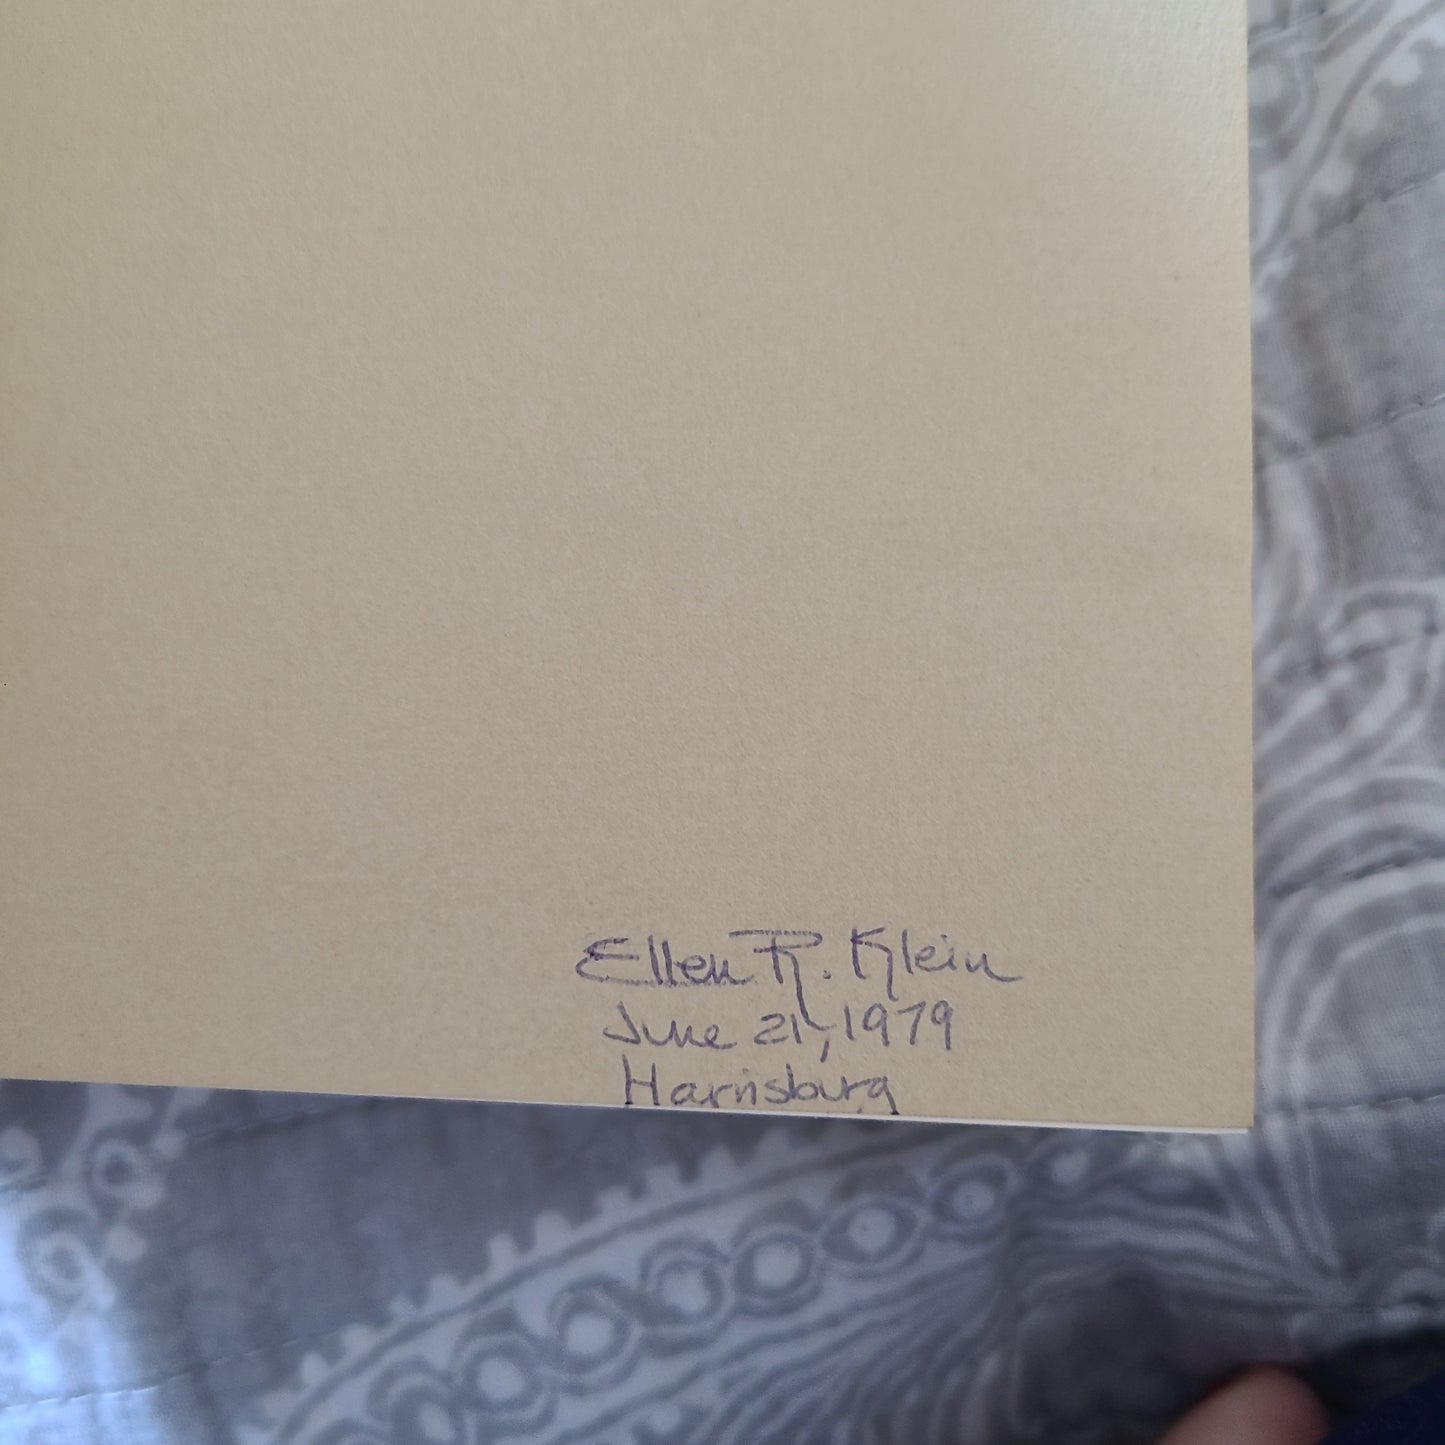 Ellen R. Klein
June 21, 1979
Harrisburg